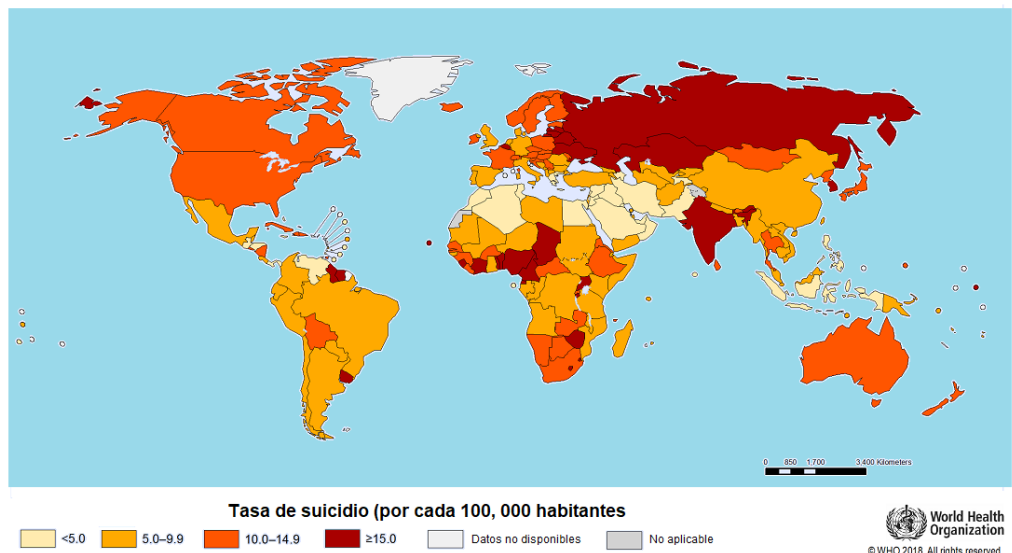 0 850 1,700 3,400 Kilometers
Tasa de suicidio (por cada 100, 000 habitantes
<5.0 5.0–9.9 10.0–14.9 ≥15.0 Datos no disponibles No aplicable
World Health
Organization
© WHO 2018. All rights reserved.